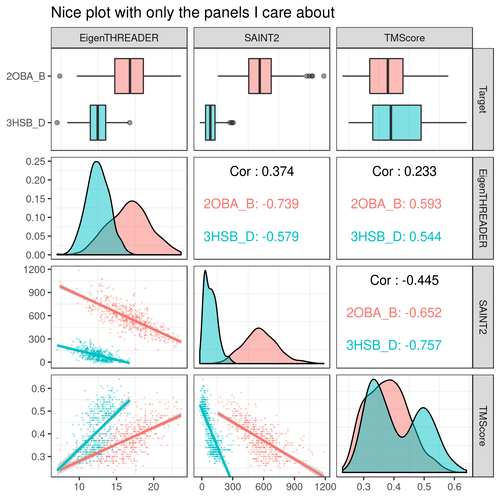 Nice plot with only the panels I care about
EigenTHREADER SAINT2 TMScore
2OBA_B
3HSB_D
Target
0.25
0.20
0.15
0.10
0.05
0.00
Cor : 0.374
2OBA_B: -0.739
3HSB_D: -0.579
Cor : 0.233
2OBA_B: 0.593
3HSB_D: 0.544
EigenTHREADER
1200
900
600
300
0
Cor : -0.445
2OBA_B: -0.652
3HSB_D: -0.757
SAINT2
0.6
0.5
0.4
0.3
TMScore
10 15 20
0 300 600 900 1200
0.3 0.4 0.5 0.6